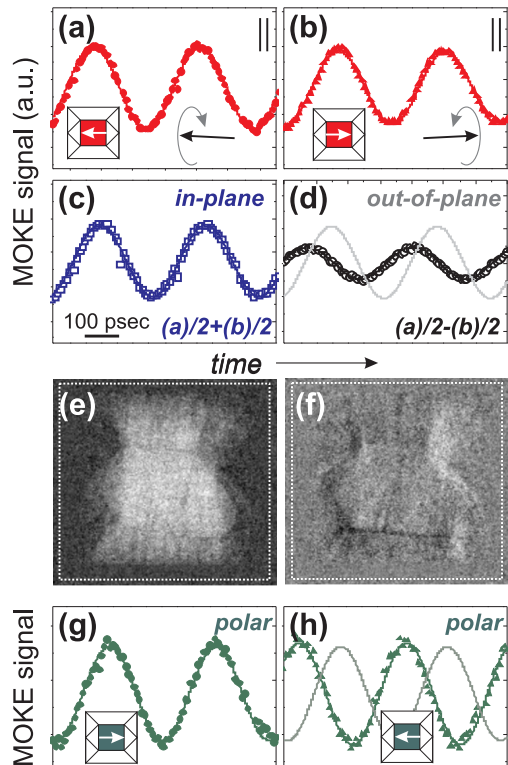 (a)
(b)
MOKE signal (a.u.)
(c)
in-plane
(d)
out-of-plane
100 psec
(a)/2+(b)/2
(a)/2-(b)/2
time
(e)
(f)
MOKE signal
(g)
polar
(h)
polar